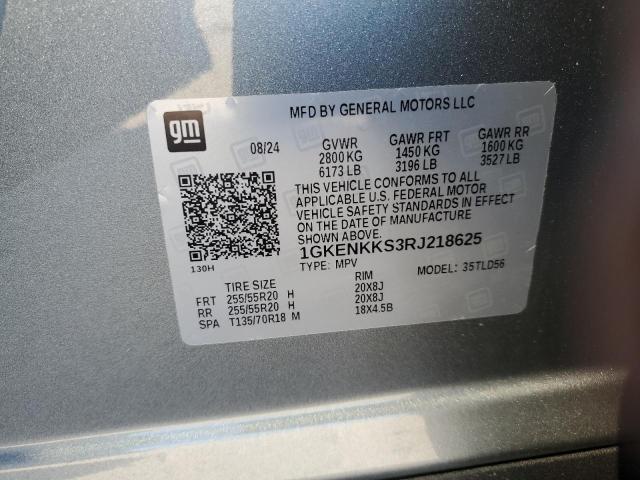 MFD BY GENERAL MOTORS LLC
gm
08/24 GVWR GAWR FRT GAWR RR
2800 KG 1450 KG 1600 KG
6173 LB 3196 LB 3527 LB
THIS VEHICLE CONFORMS TO ALL
APPLICABLE U.S. FEDERAL MOTOR
VEHICLE SAFETY STANDARDS IN EFFECT
ON THE DATE OF MANUFACTURE
SHOWN ABOVE.
130H
1GKENKKS3RJ218625
TYPE: MPV MODEL: 35TLD56
TIRE SIZE RIM
FRT 255/55R20 H 20X8J
RR 255/55R20 H 20X8J
SPA T135/70R18 M 18X4.5B